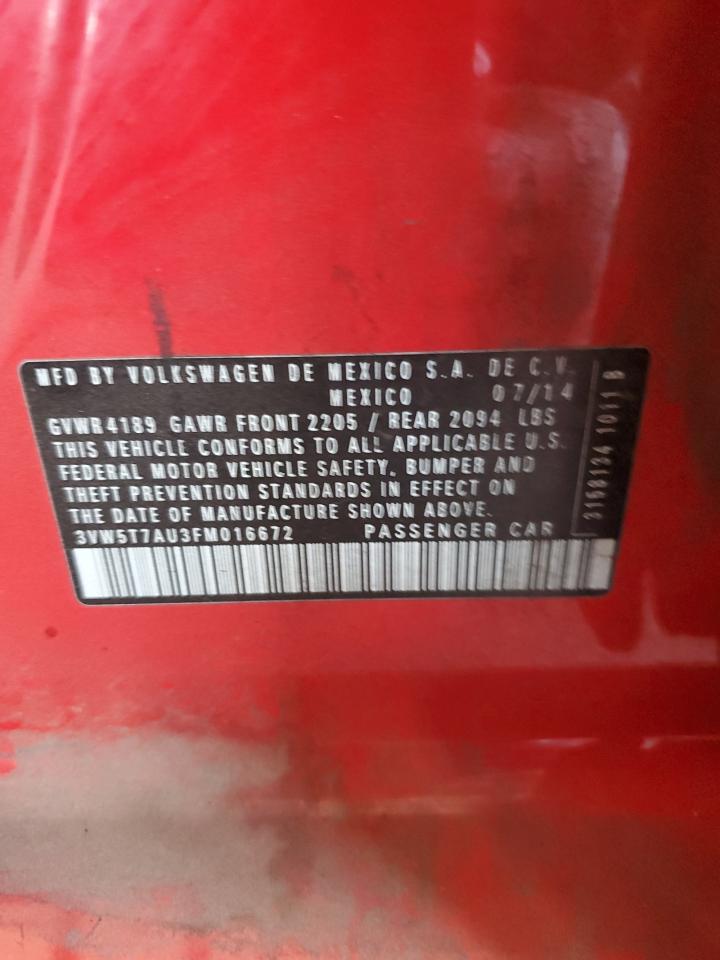 MFD BY VOLKSWAGEN DE MEXICO S.A. DE C.V.
MEXICO 07/14
GVWR 4189 GAWR FRONT 2205 / REAR 2094 LBS
THIS VEHICLE CONFORMS TO ALL APPLICABLE U.S.
FEDERAL MOTOR VEHICLE SAFETY, BUMPER AND
THEFT PREVENTION STANDARDS IN EFFECT ON
THE DATE OF MANUFACTURE SHOWN ABOVE.
3VW5T7AU3FM016672 PASSENGER CAR
3158134 1011 B